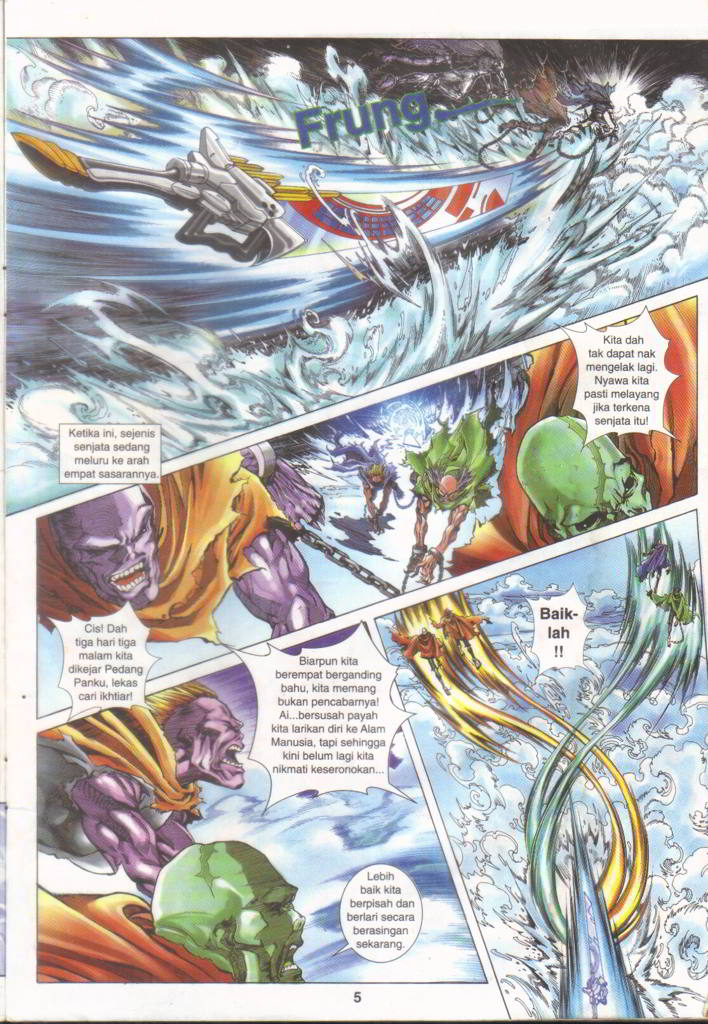 Frung...
Ketika ini, sejenis
senjata sedang
meluru ke arah
empat sasarannya.
Kita dah
tak dapat nak
mengelak lagi.
Nyawa kita
pasti melayang
jika terkena
senjata itu!
Cis! Dah
tiga hari tiga
malam kita
dikejar Pedang
Panku, lekas
cari ikhtiar!
Biarpun kita
berempat berganding
bahu, kita memang
bukan pencabarnya!
Ai...bersusah payah
kita larikan diri ke Alam
Manusia, tapi sehingga
kini belum lagi kita
nikmati keseronokan...
Lebih
baik kita
berpisah dan
berlari secara
berasingan
sekarang.
Baik-
lah
!!
5